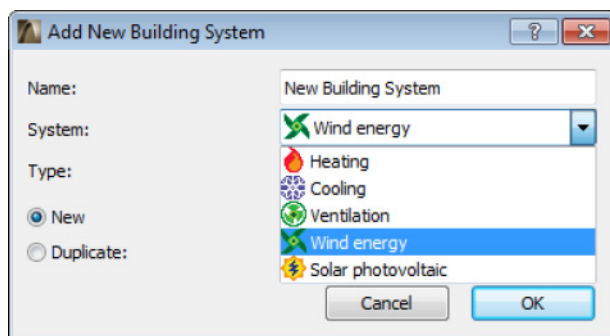 Add New Building System
?
Name: New Building System
System: Wind energy
Type:
Heating
Cooling
New
Ventilation
Duplicate:
Wind energy
Solar photovoltaic
Cancel OK